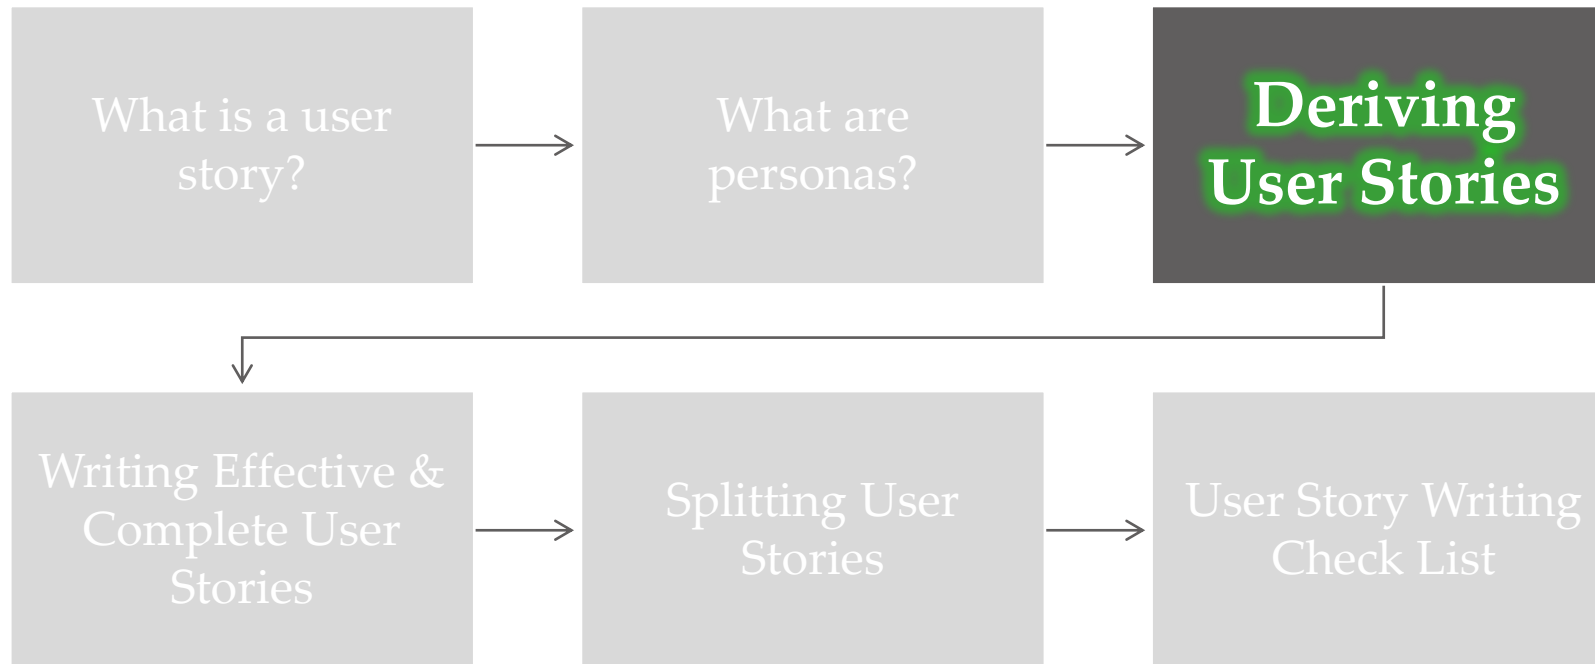 What is a user
story?
What are
personas?
Deriving
User Stories
Writing Effective &
Complete User
Stories
Splitting User
Stories
User Story Writing
Check List